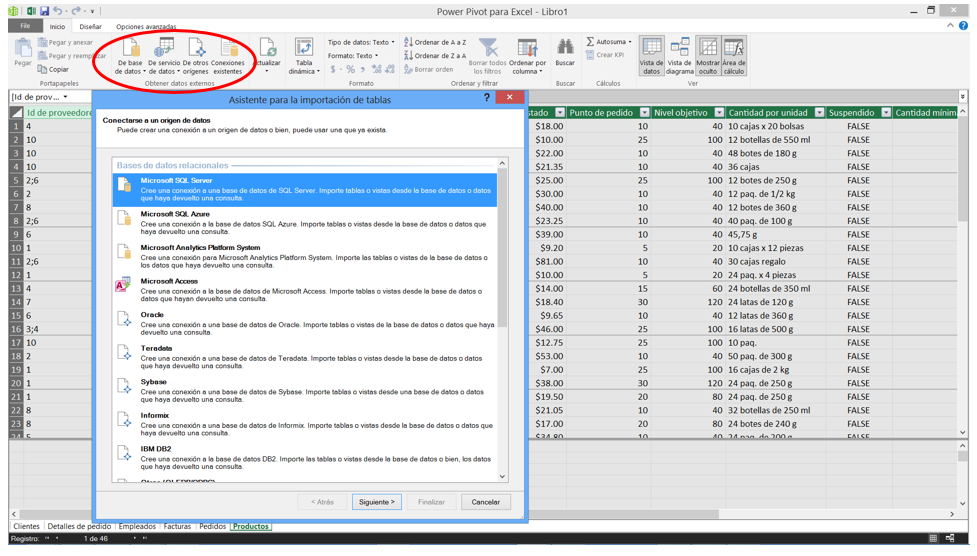 Power Pivot para Excel - Libro1
File Inicio Diseñar Opciones avanzadas
Pegar
Pegar y anexar
Pegar y reemplazar
Copiar
Portapapeles
De base de datos
De servicio de datos
De otros orígenes
Conexiones existentes
Obtener datos externos
Tabla dinámica
Tipo de datos: Texto
Formato: Texto
$ % ,
Formato
Ordenar de A a Z
Ordenar de Z a A
Borrar orden
Borrar todos los filtros
Ordenar por columna
Ordenar y filtrar
Buscar
Buscar
Autosuma
Crear KPI
Cálculos
Vista de datos
Vista de diagrama
Mostrar oculto
Área de cálculo
Ver
[Id de prov...
Id de proveedore
Punto de pedido Nivel objetivo Cantidad por unidad Suspendido Cantidad mínim
1 4 $18.00 10 40 10 cajas x 20 bolsas FALSE
2 10 $10.00 25 100 12 botellas de 550 ml FALSE
3 10 $22.00 10 40 48 botes de 180 g FALSE
4 10 $21.35 10 40 36 cajas FALSE
5 2;6 $25.00 25 100 12 botes de 250 g FALSE
6 2 $30.00 10 40 12 paq. de 1/2 kg FALSE
7 8 $40.00 10 40 12 botes de 360 g FALSE
8 2;6 $23.25 10 40 40 paq. de 100 g FALSE
9 6 $39.00 10 40 45,75 g FALSE
10 1 $9.20 5 20 10 cajas x 12 piezas FALSE
11 2;6 $81.00 10 40 30 cajas regalo FALSE
12 1 $10.00 5 20 24 paq. x 4 piezas FALSE
13 4 $14.00 15 60 24 botellas de 350 ml FALSE
14 7 $18.40 30 120 24 latas de 120 g FALSE
15 6 $9.65 10 40 12 latas de 360 g FALSE
16 3;4 $46.00 25 100 16 latas de 500 g FALSE
17 10 $12.75 25 100 10 paq. FALSE
18 2 $53.00 10 40 50 paq. de 300 g FALSE
19 1 $7.00 25 100 16 cajas de 2 kg FALSE
20 1 $38.00 30 120 24 paq. de 250 g FALSE
21 1 $19.50 20 80 24 paq. de 250 g FALSE
22 8 $21.05 10 40 32 botellas de 250 ml FALSE
23 8 $17.00 20 80 24 botes de 240 g FALSE
24 5 $34.80 10 40 24 paq. de 200 g FALSE
Asistente para la importación de tablas
Conectarse a un origen de datos
Puede crear una conexión a un origen de datos o bien, puede usar una que ya exista.
Bases de datos relacionales
Microsoft SQL Server
Cree una conexión a una base de datos de SQL Server. Importe tablas o vistas desde la base de datos o datos
que haya devuelto una consulta.
Microsoft SQL Azure
Cree una conexión a la base de datos SQL Azure. Importe tablas o vistas desde la base de datos o datos que
haya devuelto una consulta.
Microsoft Analytics Platform System
Cree una conexión para Microsoft Analytics Platform System. Importe las tablas o vistas de la base de datos o
los datos que haya devuelto una consulta.
Microsoft Access
Cree una conexión a la base de datos de Microsoft Access. Importe tablas o vistas desde la base de datos o
datos que hayan devuelto una consulta.
Oracle
Cree una conexión a una base de datos de Oracle. Importe tablas o vistas de la base de datos o datos que haya
devuelto una consulta.
Teradata
Cree una conexión a una base de datos de Teradata. Importe tablas o vistas desde la base de datos o datos
que haya devuelto una consulta.
Sybase
Cree una conexión a una base de datos de Sybase. Importe tablas o vistas desde una base de datos o datos
que haya devuelto una consulta.
Informix
Cree una conexión a una base de datos de Informix. Importe tablas o vistas desde la base de datos o datos que
haya devuelto una consulta.
IBM DB2
Cree una conexión a la base de datos DB2. Importe las tablas o vistas desde la base de datos o bien, los datos
que haya devuelto una consulta.
< Atrás Siguiente > Finalizar Cancelar
Clientes Detalles de pedido Empleados Facturas Pedidos Productos
Registro: 1 de 46